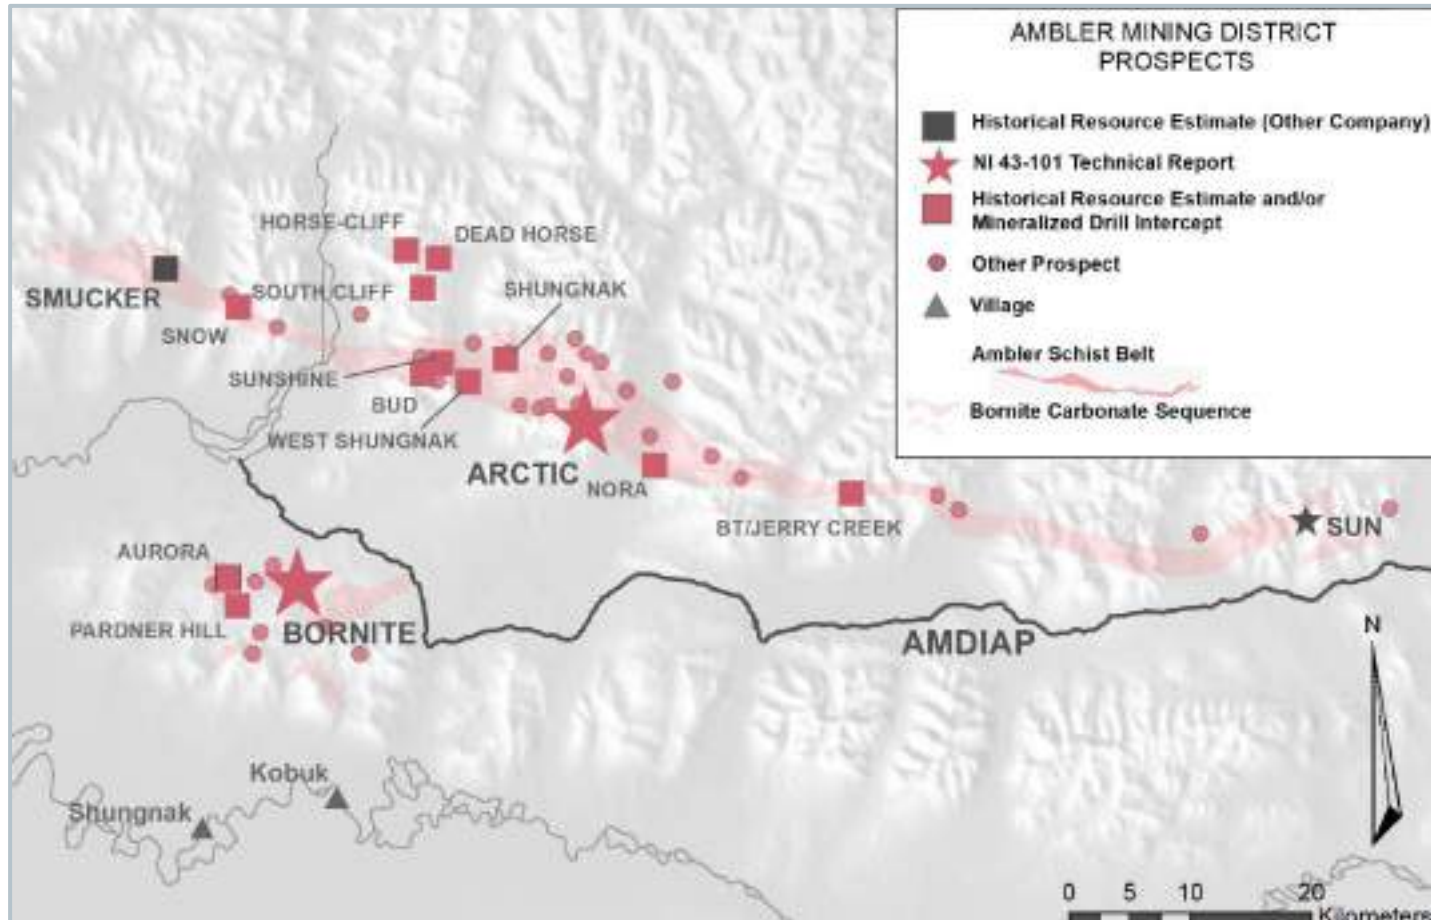 AMBLER MINING DISTRICT
PROSPECTS
Historical Resource Estimate (Other Company)
NI 43-101 Technical Report
Historical Resource Estimate and/or
Mineralized Drill Intercept
Other Prospect
Village
Ambler Schist Belt
Bornite Carbonate Sequence
HORSE-CLIFF
DEAD HORSE
SMUCKER
SOUTH CLIFF
SHUNGNAK
SNOW
SUNSHINE
BUD
WEST SHUNGNAK
ARCTIC
NORA
BT/JERRY CREEK
SUN
AURORA
PARDNER HILL
BORNITE
AMDIAP
N
Kobuk
Shungnak
0 5 10 20
Kilometers